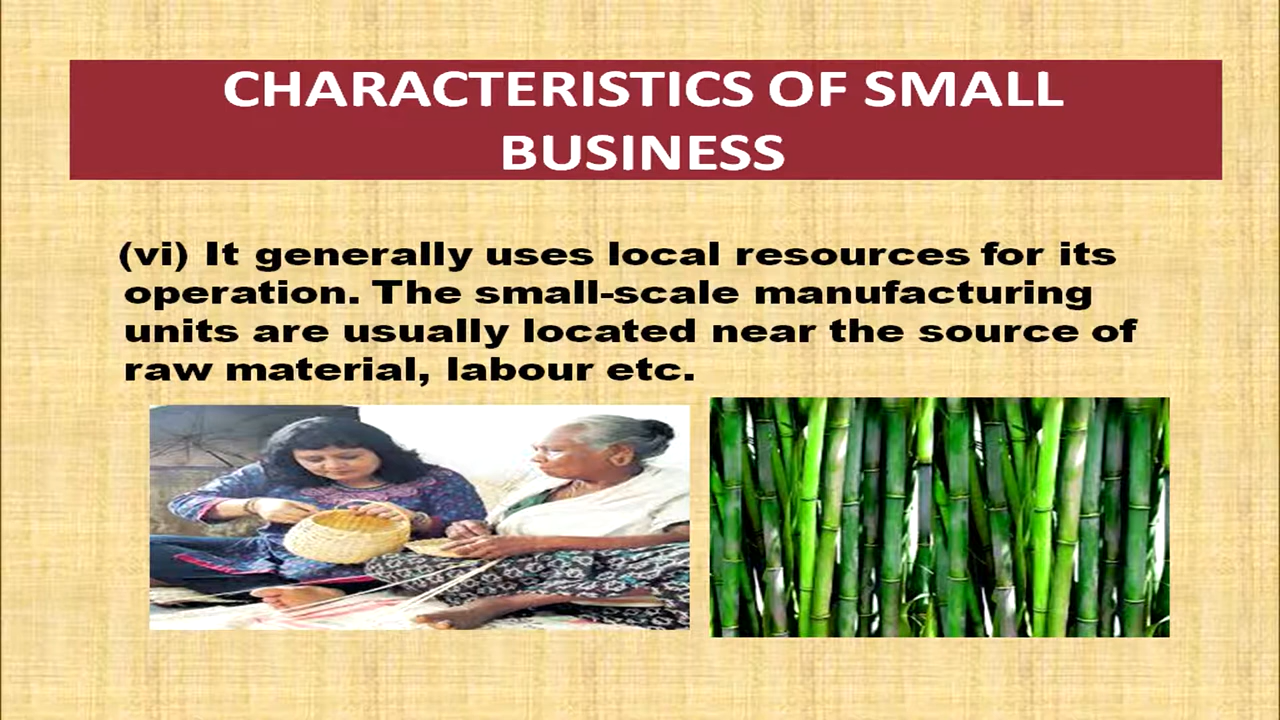 CHARACTERISTICS OF SMALL
BUSINESS
(vi) It generally uses local resources for its
operation. The small-scale manufacturing
units are usually located near the source of
raw material, labour etc.